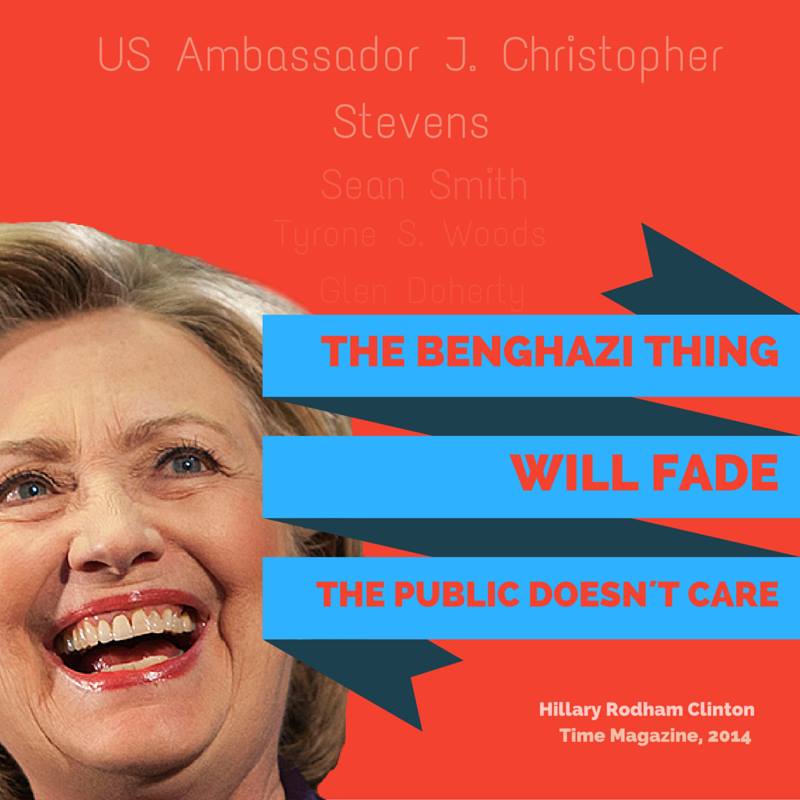 US Ambassador J. Christopher
Stevens
Sean Smith
Tyrone S. Woods
Glen Doherty
THE BENGHAZI THING
WILL FADE
THE PUBLIC DOESN´T CARE
Hillary Rodham Clinton
Time Magazine, 2014